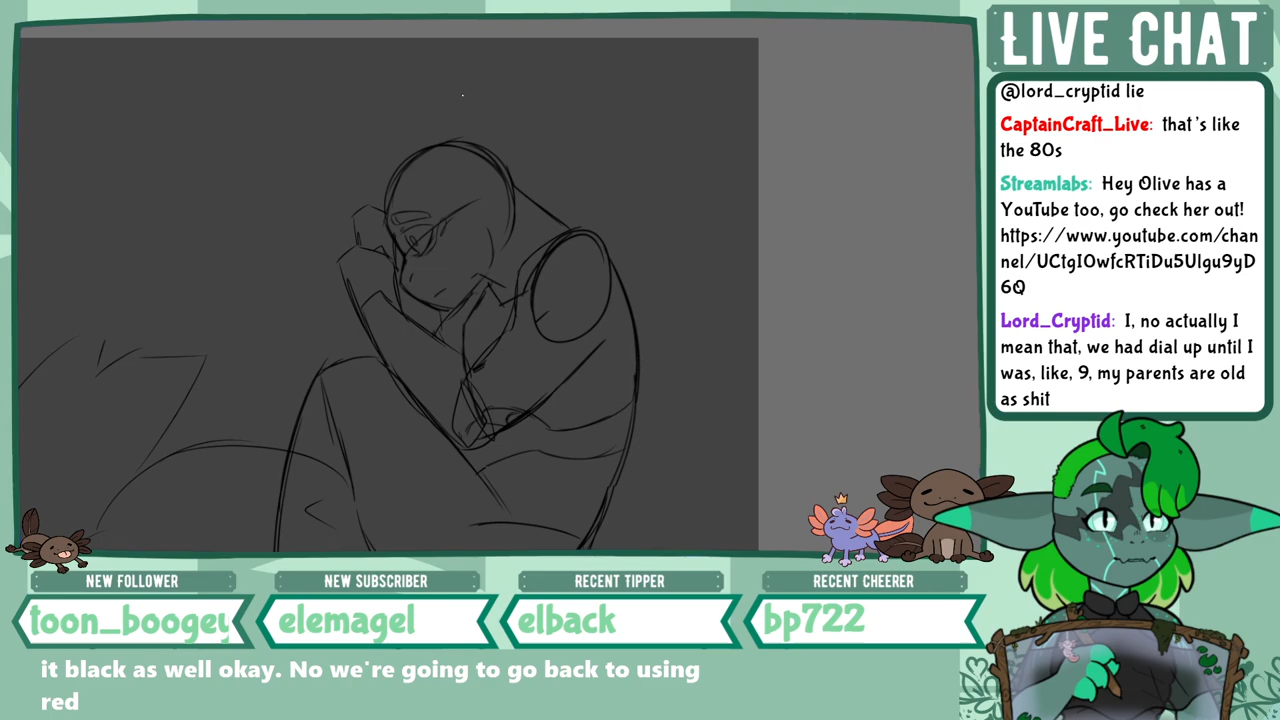 LIVE CHAT
@lord_cryptid lie
CaptainCraft_Live: that's like
the 80s
Streamlabs: Hey Olive has a
YouTube too, go check her out!
https://www.youtube.com/chan
nel/UCtgIOwfcRTiDu5UIgu9yD
6Q
Lord_Cryptid: I, no actually I
mean that, we had dial up until I
was, like, 9, my parents are old
as shit
NEW FOLLOWER
NEW SUBSCRIBER
RECENT TIPPER
RECENT CHEERER
toon_boogey
elemagel
elback
bp722
it black as well okay. No we're going to go back to using
red